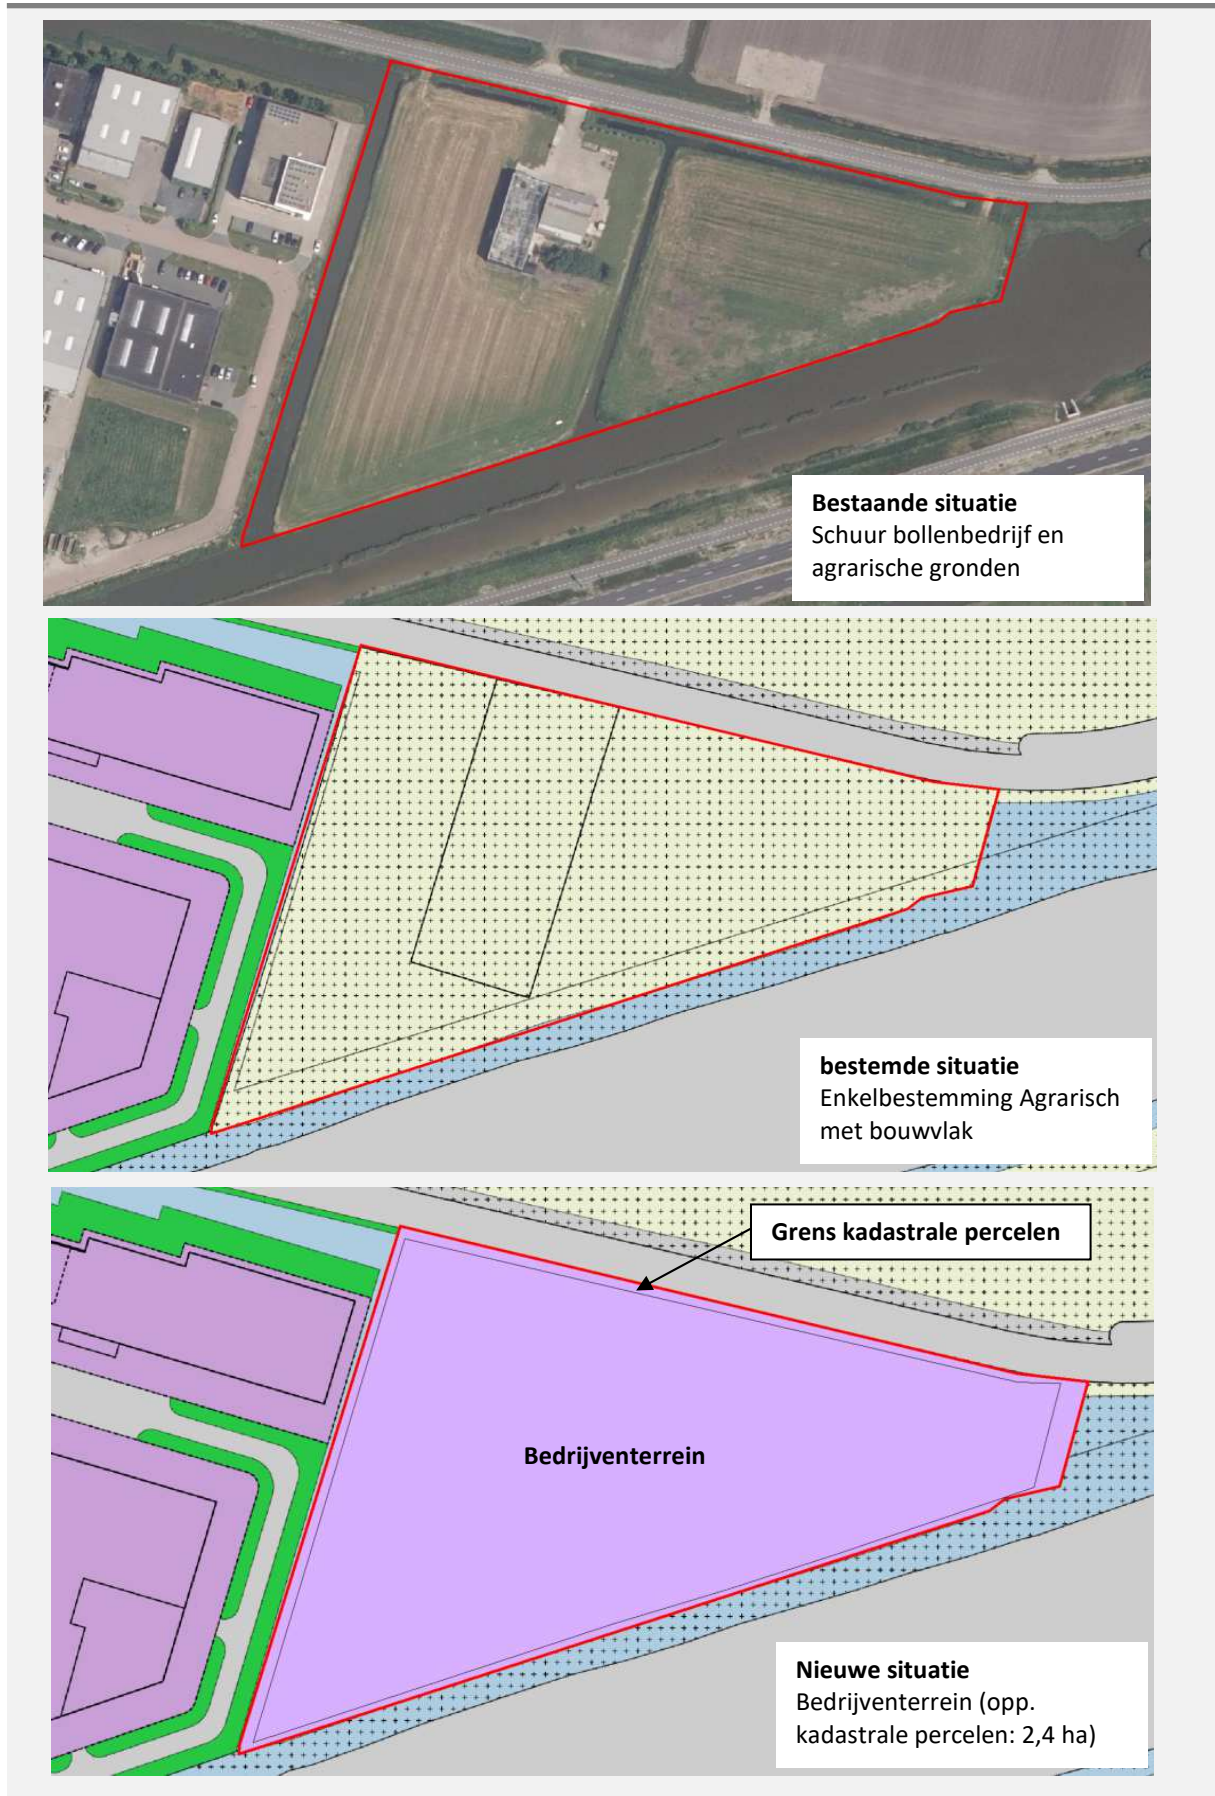 Bestaande situatie
Schuur bollenbedrijf en
agrarische gronden
bestemde situatie
Enkelbestemming Agrarisch
met bouwvlak
Grens kadastrale percelen
Bedrijventerrein
Nieuwe situatie
Bedrijventerrein (opp.
kadastrale percelen: 2,4 ha)